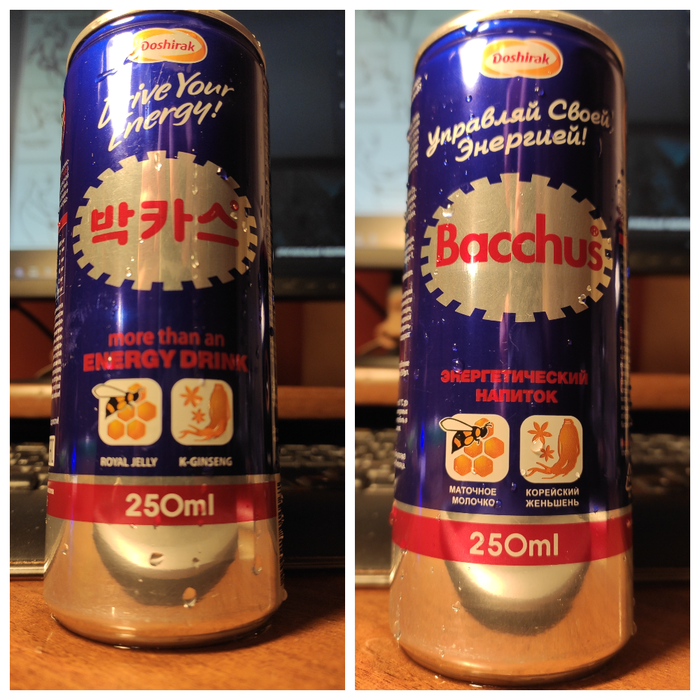 Doshirak
Drive Your
Energy!
박카스
more than an
ENERGY DRINK
ROYAL JELLY K-GINSENG
250ml
Doshirak
Управляй Своей
Энергией!
Bacchus®
ЭНЕРГЕТИЧЕСКИЙ
НАПИТОК
МАТОЧНОЕ
МОЛОЧКО
КОРЕЙСКИЙ
ЖЕНЬШЕНЬ
250ml